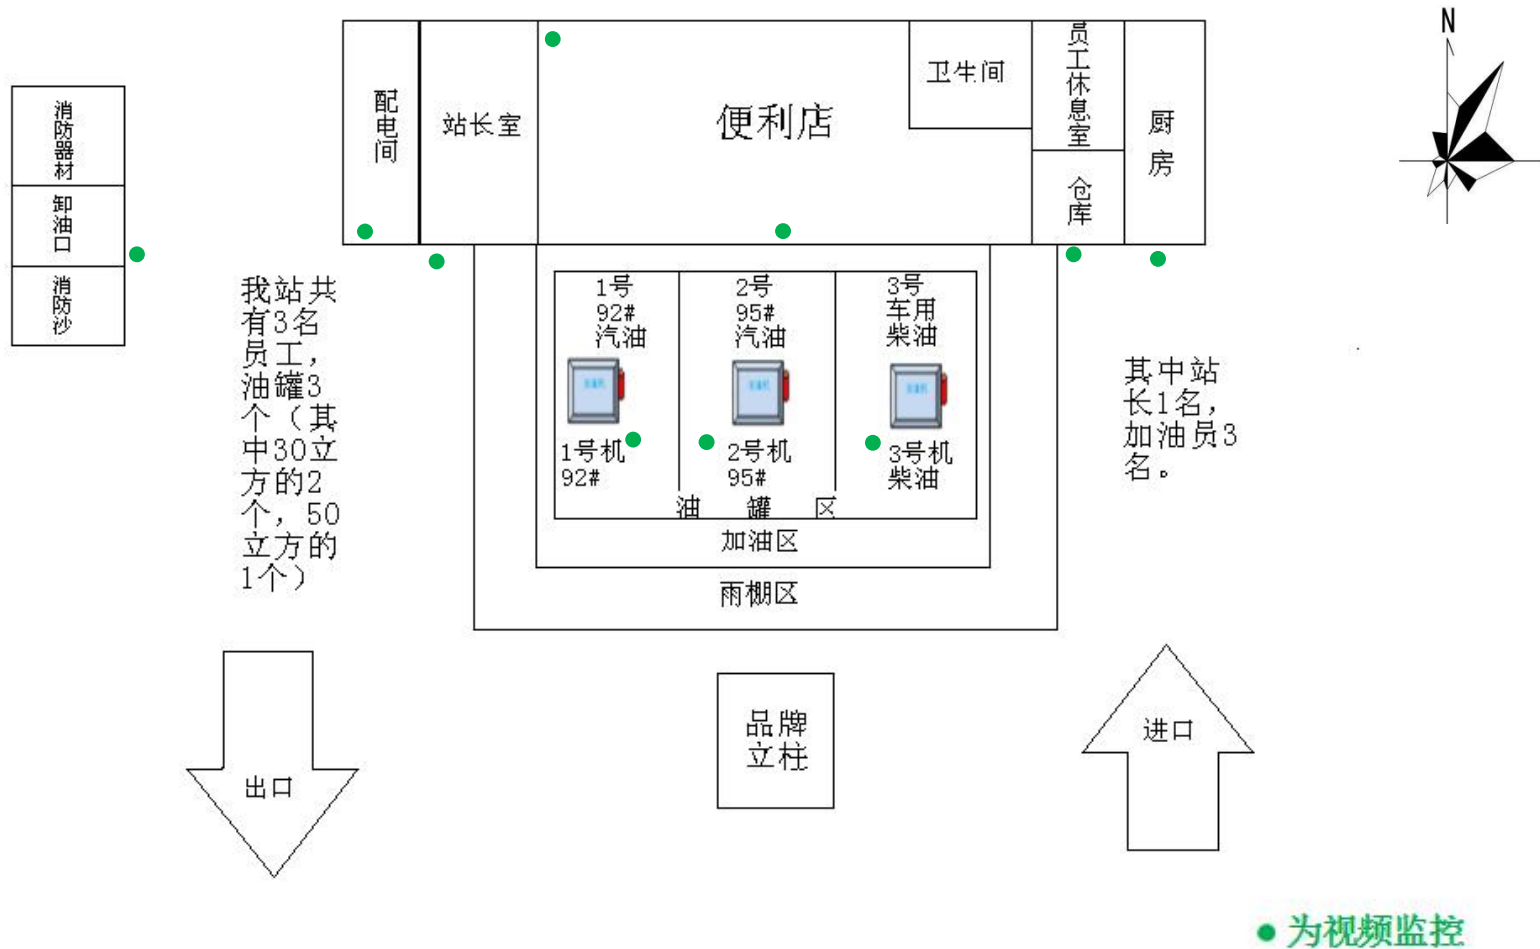 N
消防器材
卸油口
消防沙
配电间
站长室
便利店
卫生间
员工休息室
仓库
厨房
我站共
有3名
员工，
油罐3
个（其
中30立
方的2
个，50
立方的
1个）
1号
92#
汽油
2号
95#
汽油
3号
车用
柴油
1号机
92#
2号机
95#
3号机
柴油
油 罐 区
加油区
雨棚区
其中站
长1名，
加油员3
名。
品牌
立柱
出口
进口
为视频监控